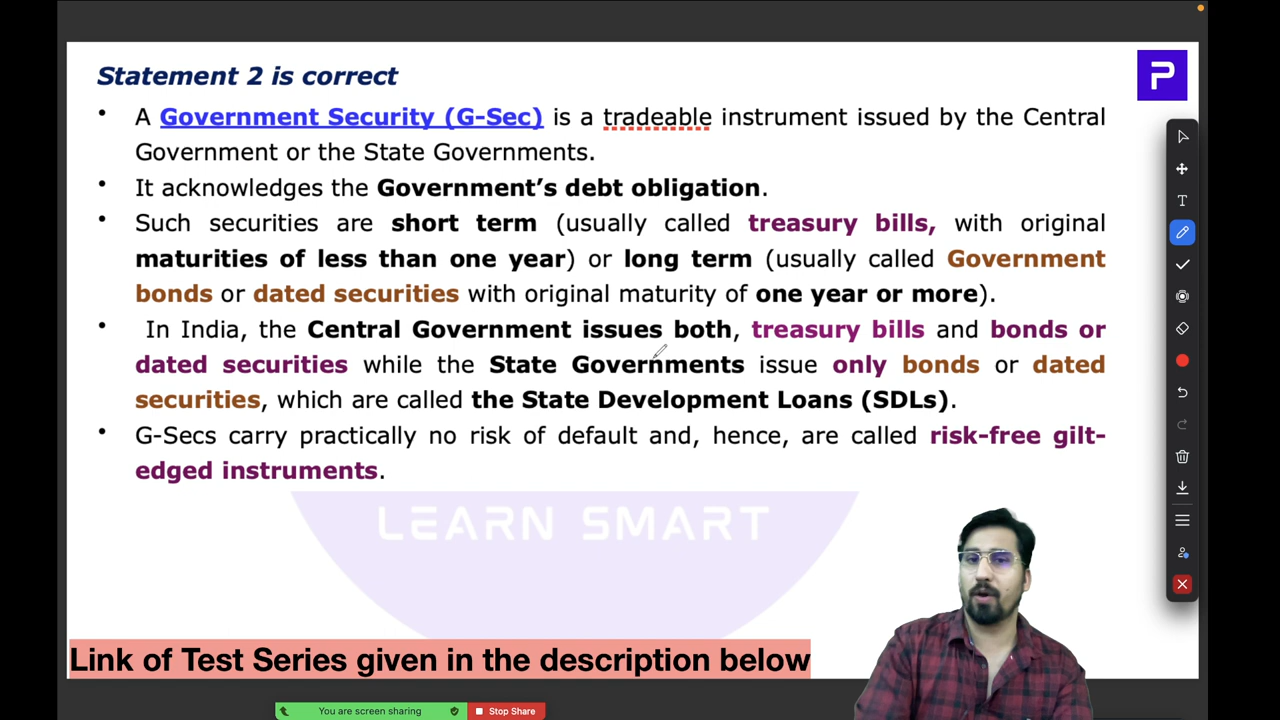 Statement 2 is correct
• A Government Security (G-Sec) is a tradeable instrument issued by the Central
Government or the State Governments.
• It acknowledges the Government’s debt obligation.
• Such securities are short term (usually called treasury bills, with original
maturities of less than one year) or long term (usually called Government
bonds or dated securities with original maturity of one year or more).
• In India, the Central Government issues both, treasury bills and bonds or
dated securities while the State Governments issue only bonds or dated
securities, which are called the State Development Loans (SDLs).
• G-Secs carry practically no risk of default and, hence, are called risk-free gilt-
edged instruments.
LEARN SMART
Link of Test Series given in the description below
You are screen sharing
Stop Share
P
T